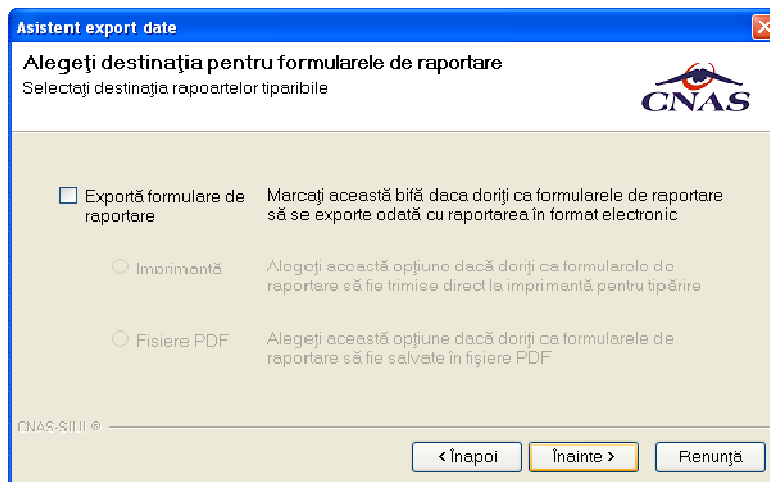 Asistent export date
Alegeţi destinaţia pentru formularele de raportare
Selectaţi destinaţia rapoartelor tiparibile
CNAS
Exportă formulare de raportare
Marcaţi această bifă daca doriţi ca formularele de raportare
să se exporte odată cu raportarea în format electronic
Imprimantă
Alegeţi această opţiune dacă doriţi ca formularele de
raportare să fie trimise direct la imprimantă pentru tipărire
Fisiere PDF
Alegeţi această opţiune dacă doriţi ca formularele de
raportare să fie salvate în fişiere PDF
CNAS-SIUI ®
< Înapoi
Înainte >
Renunţă